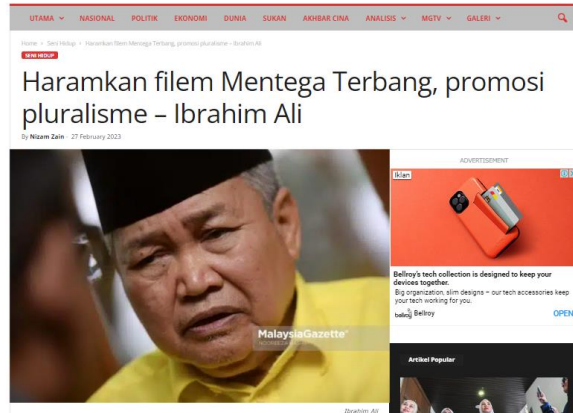 UTAMA NASIONAL POLITIK EKONOMI DUNIA SUKAN AKHBAR CINA ANALISIS MGTV GALERI
Home › Seni Hidup › Haramkan filem Mentega Terbang, promosi pluralisme – Ibrahim Ali
SENI HIDUP
Haramkan filem Mentega Terbang, promosi
pluralisme – Ibrahim Ali
By Nizam Zain - 27 February 2023
ADVERTISEMENT
Iklan
Bellroy's tech collection is designed to keep your
devices together.
Big organization, slim designs – our tech accessories keep
your tech working for you.
bellroy Bellroy OPEN
MalaysiaGazette
Artikel Popular
Ibrahim Ali